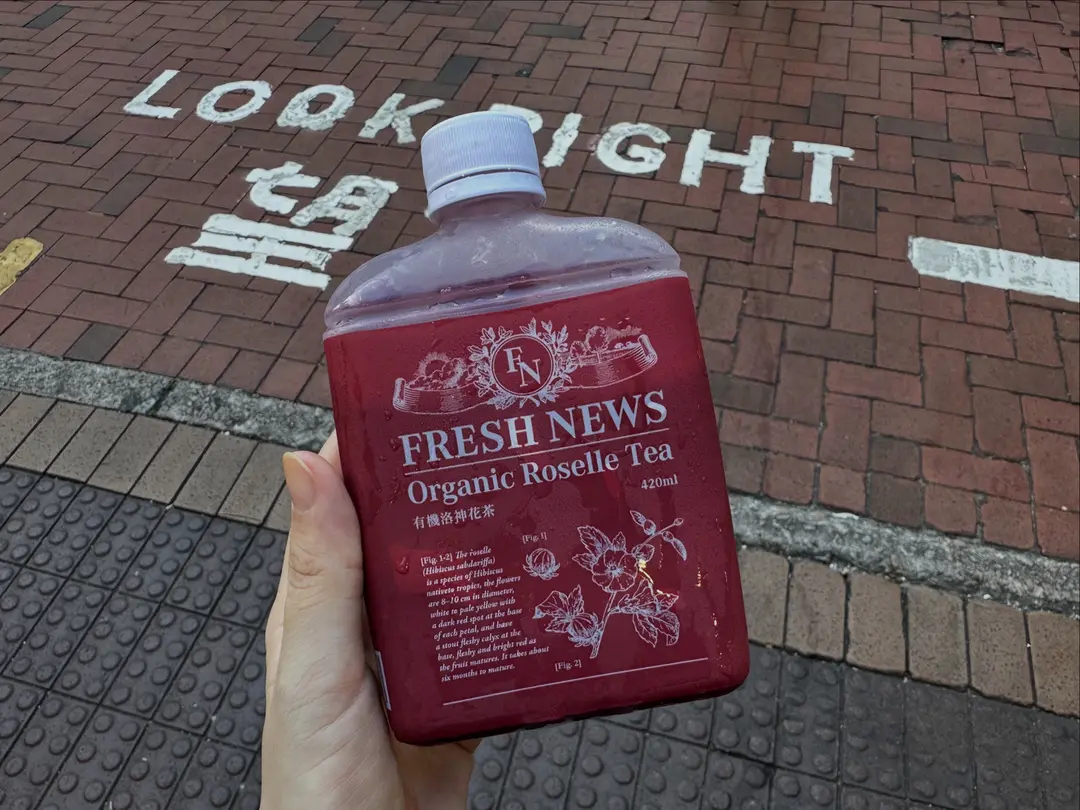 LOOK RIGHT
望右
FN
FRESH NEWS
Organic Roselle Tea
420ml
有機洛神花茶
[Fig. 1]
[Fig. 1-2] The roselle
(Hibiscus sabdariffa)
is a species of Hibiscus
nativeto tropics, the flowers
are 8-10 cm in diameter,
white to pale yellow with
a dark red spot at the base
of each petal, and have
a stout fleshy calyx at the
base, fleshy and bright red as
the fruit matures. It takes about
six months to mature.
[Fig. 2]